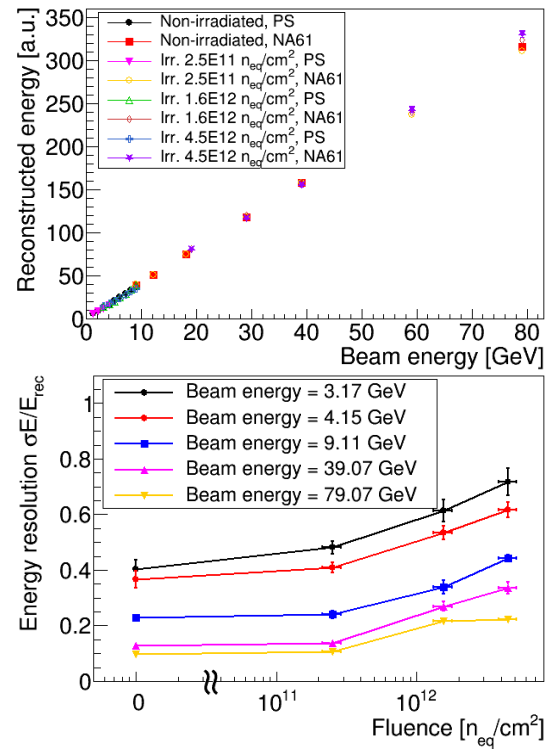 Reconstructed energy [a.u.]
350
300
250
200
150
100
50
0
Non-irradiated, PS
Non-irradiated, NA61
Irr. 2.5E11 n_eq/cm², PS
Irr. 2.5E11 n_eq/cm², NA61
Irr. 1.6E12 n_eq/cm², PS
Irr. 1.6E12 n_eq/cm², NA61
Irr. 4.5E12 n_eq/cm², PS
Irr. 4.5E12 n_eq/cm², NA61
0 10 20 30 40 50 60 70 80
Beam energy [GeV]
Energy resolution σE/E_rec
1
0.8
0.6
0.4
0.2
0
Beam energy = 3.17 GeV
Beam energy = 4.15 GeV
Beam energy = 9.11 GeV
Beam energy = 39.07 GeV
Beam energy = 79.07 GeV
0 10¹¹ 10¹²
Fluence [n_eq/cm²]